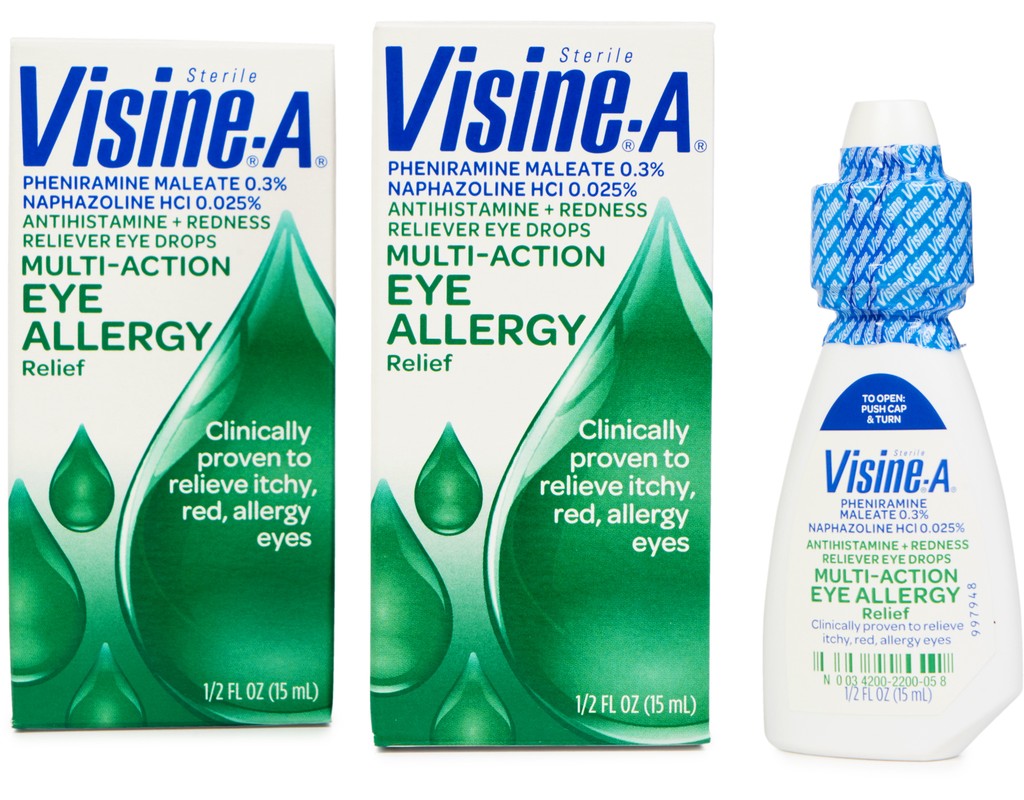 Sterile
Visine-A®
PHENIRAMINE MALEATE 0.3%
NAPHAZOLINE HCl 0.025%
ANTIHISTAMINE + REDNESS
RELIEVER EYE DROPS
MULTI-ACTION
EYE
ALLERGY
Relief
Clinically
proven to
relieve itchy,
red, allergy
eyes
1/2 FL OZ (15 mL)
Sterile
Visine®-A®
PHENIRAMINE MALEATE 0.3%
NAPHAZOLINE HCl 0.025%
ANTIHISTAMINE + REDNESS
RELIEVER EYE DROPS
MULTI-ACTION
EYE
ALLERGY
Relief
Clinically
proven to
relieve itchy,
red, allergy
eyes
1/2 FL OZ (15 mL)
Visine
TO OPEN:
PUSH CAP
& TURN
Sterile
Visine-A®
PHENIRAMINE
MALEATE 0.3%
NAPHAZOLINE HCl 0.025%
ANTIHISTAMINE + REDNESS
RELIEVER EYE DROPS
MULTI-ACTION
EYE ALLERGY
Relief
Clinically proven to relieve
itchy, red, allergy eyes
997948
N 0 03 4200-2200-05 8
1/2 FL OZ (15 mL)